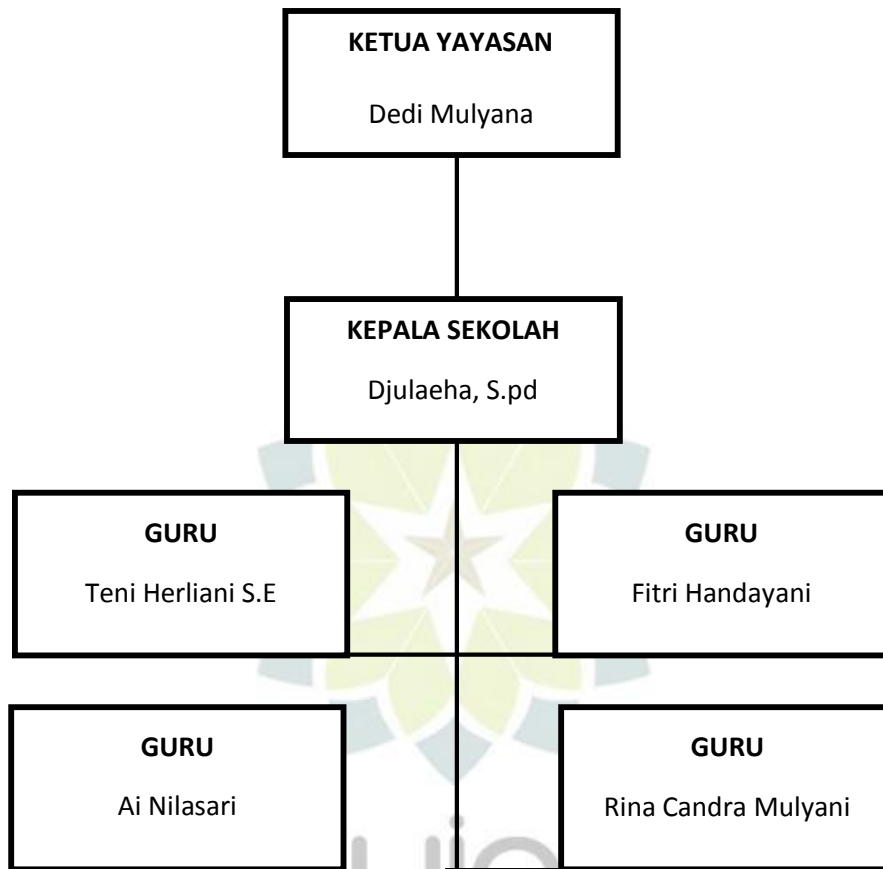 KETUA YAYASAN
Dedi Mulyana
KEPALA SEKOLAH
Djulaeha, S.pd
GURU
Teni Herliani S.E
GURU
Fitri Handayani
GURU
Ai Nilasari
GURU
Rina Candra Mulyani